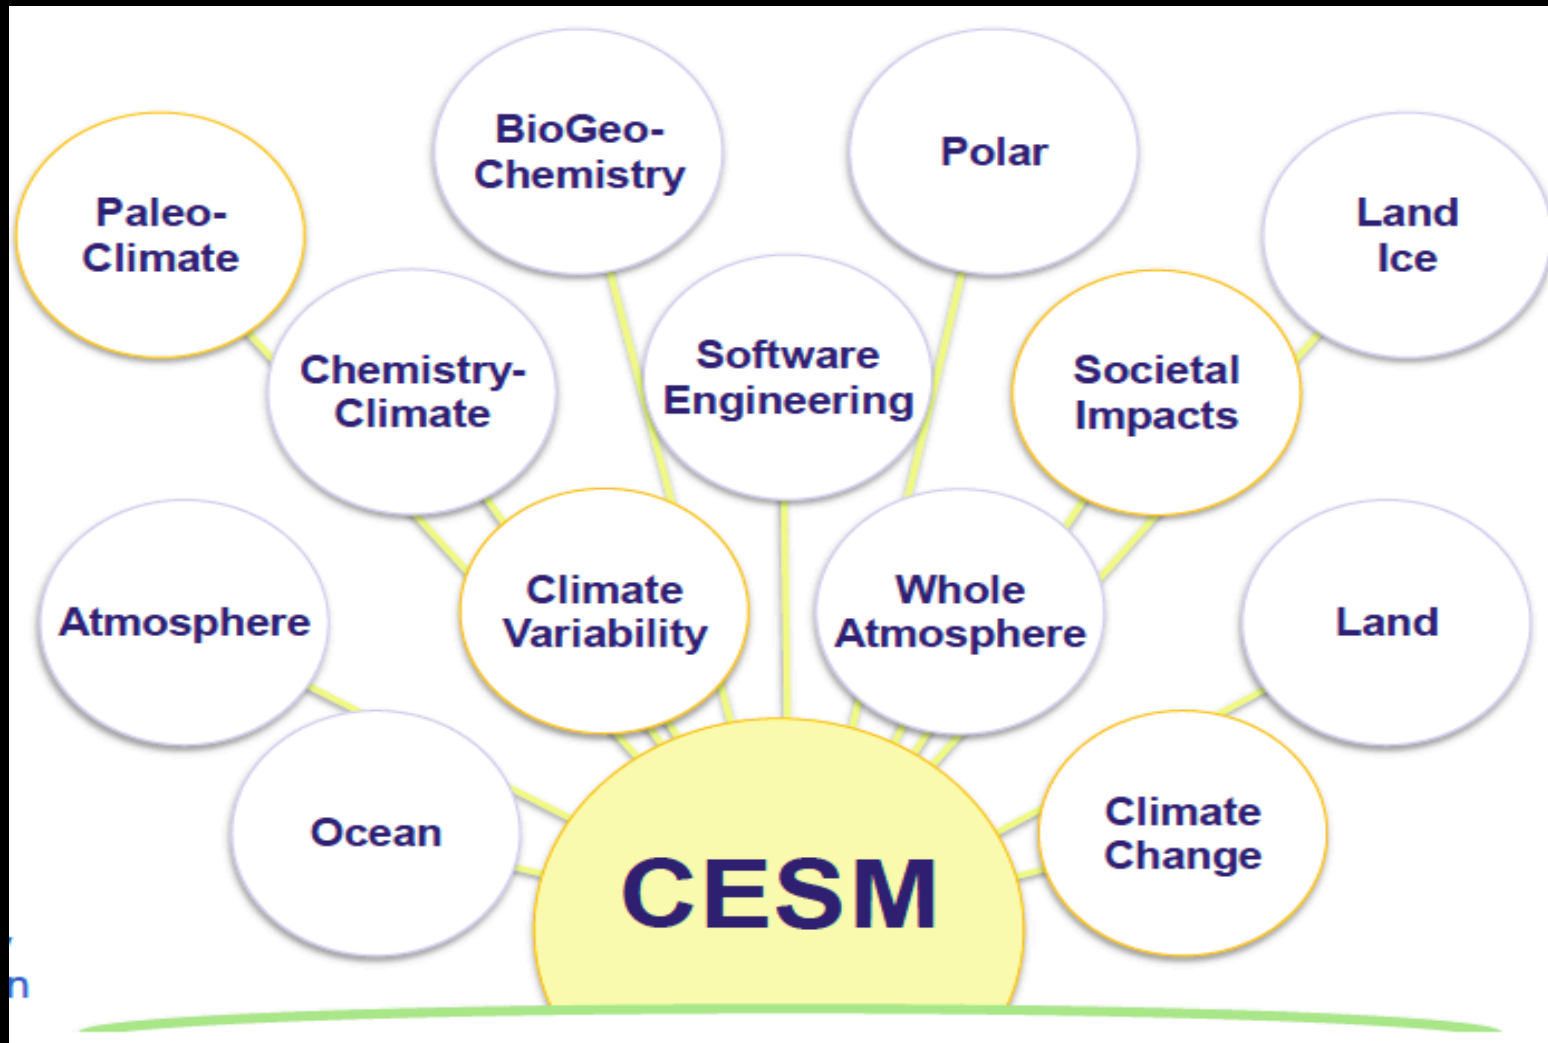 BioGeo-
Chemistry
Polar
Paleo-
Climate
Land
Ice
Software
Engineering
Chemistry-
Climate
Societal
Impacts
Climate
Variability
Whole
Atmosphere
Atmosphere
Land
Ocean
Climate
Change
CESM
n